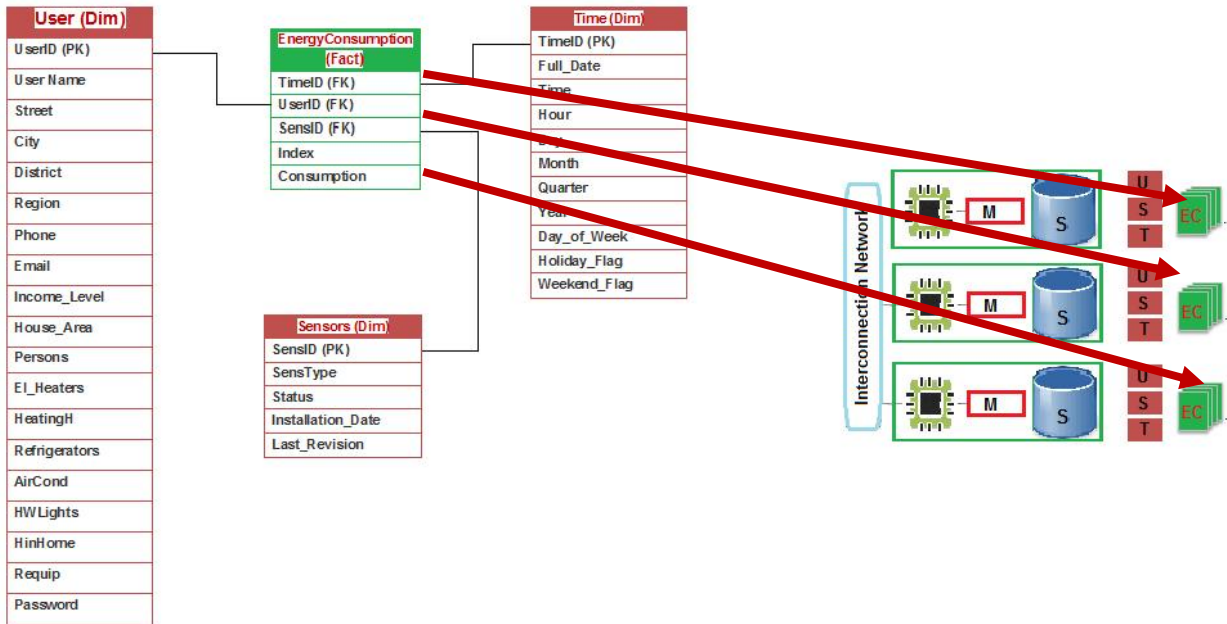 User (Dim)
UserID (PK)
User Name
Street
City
District
Region
Phone
Email
Income_Level
House_Area
Persons
El_Heaters
HeatingH
Refrigerators
AirCond
HWLights
HinHome
Requip
Password
EnergyConsumption
(Fact)
TimeID (FK)
UserID (FK)
SensID (FK)
Index
Consumption
Sensors (Dim)
SensID (PK)
SensType
Status
Installation_Date
Last_Revision
Time (Dim)
TimeID (PK)
Full_Date
Time
Hour
Month
Quarter
Year
Day_of_Week
Holiday_Flag
Weekend_Flag
Interconnection Network
M
S
U
S
T
EC
M
S
U
S
T
EC
M
S
U
S
T
EC